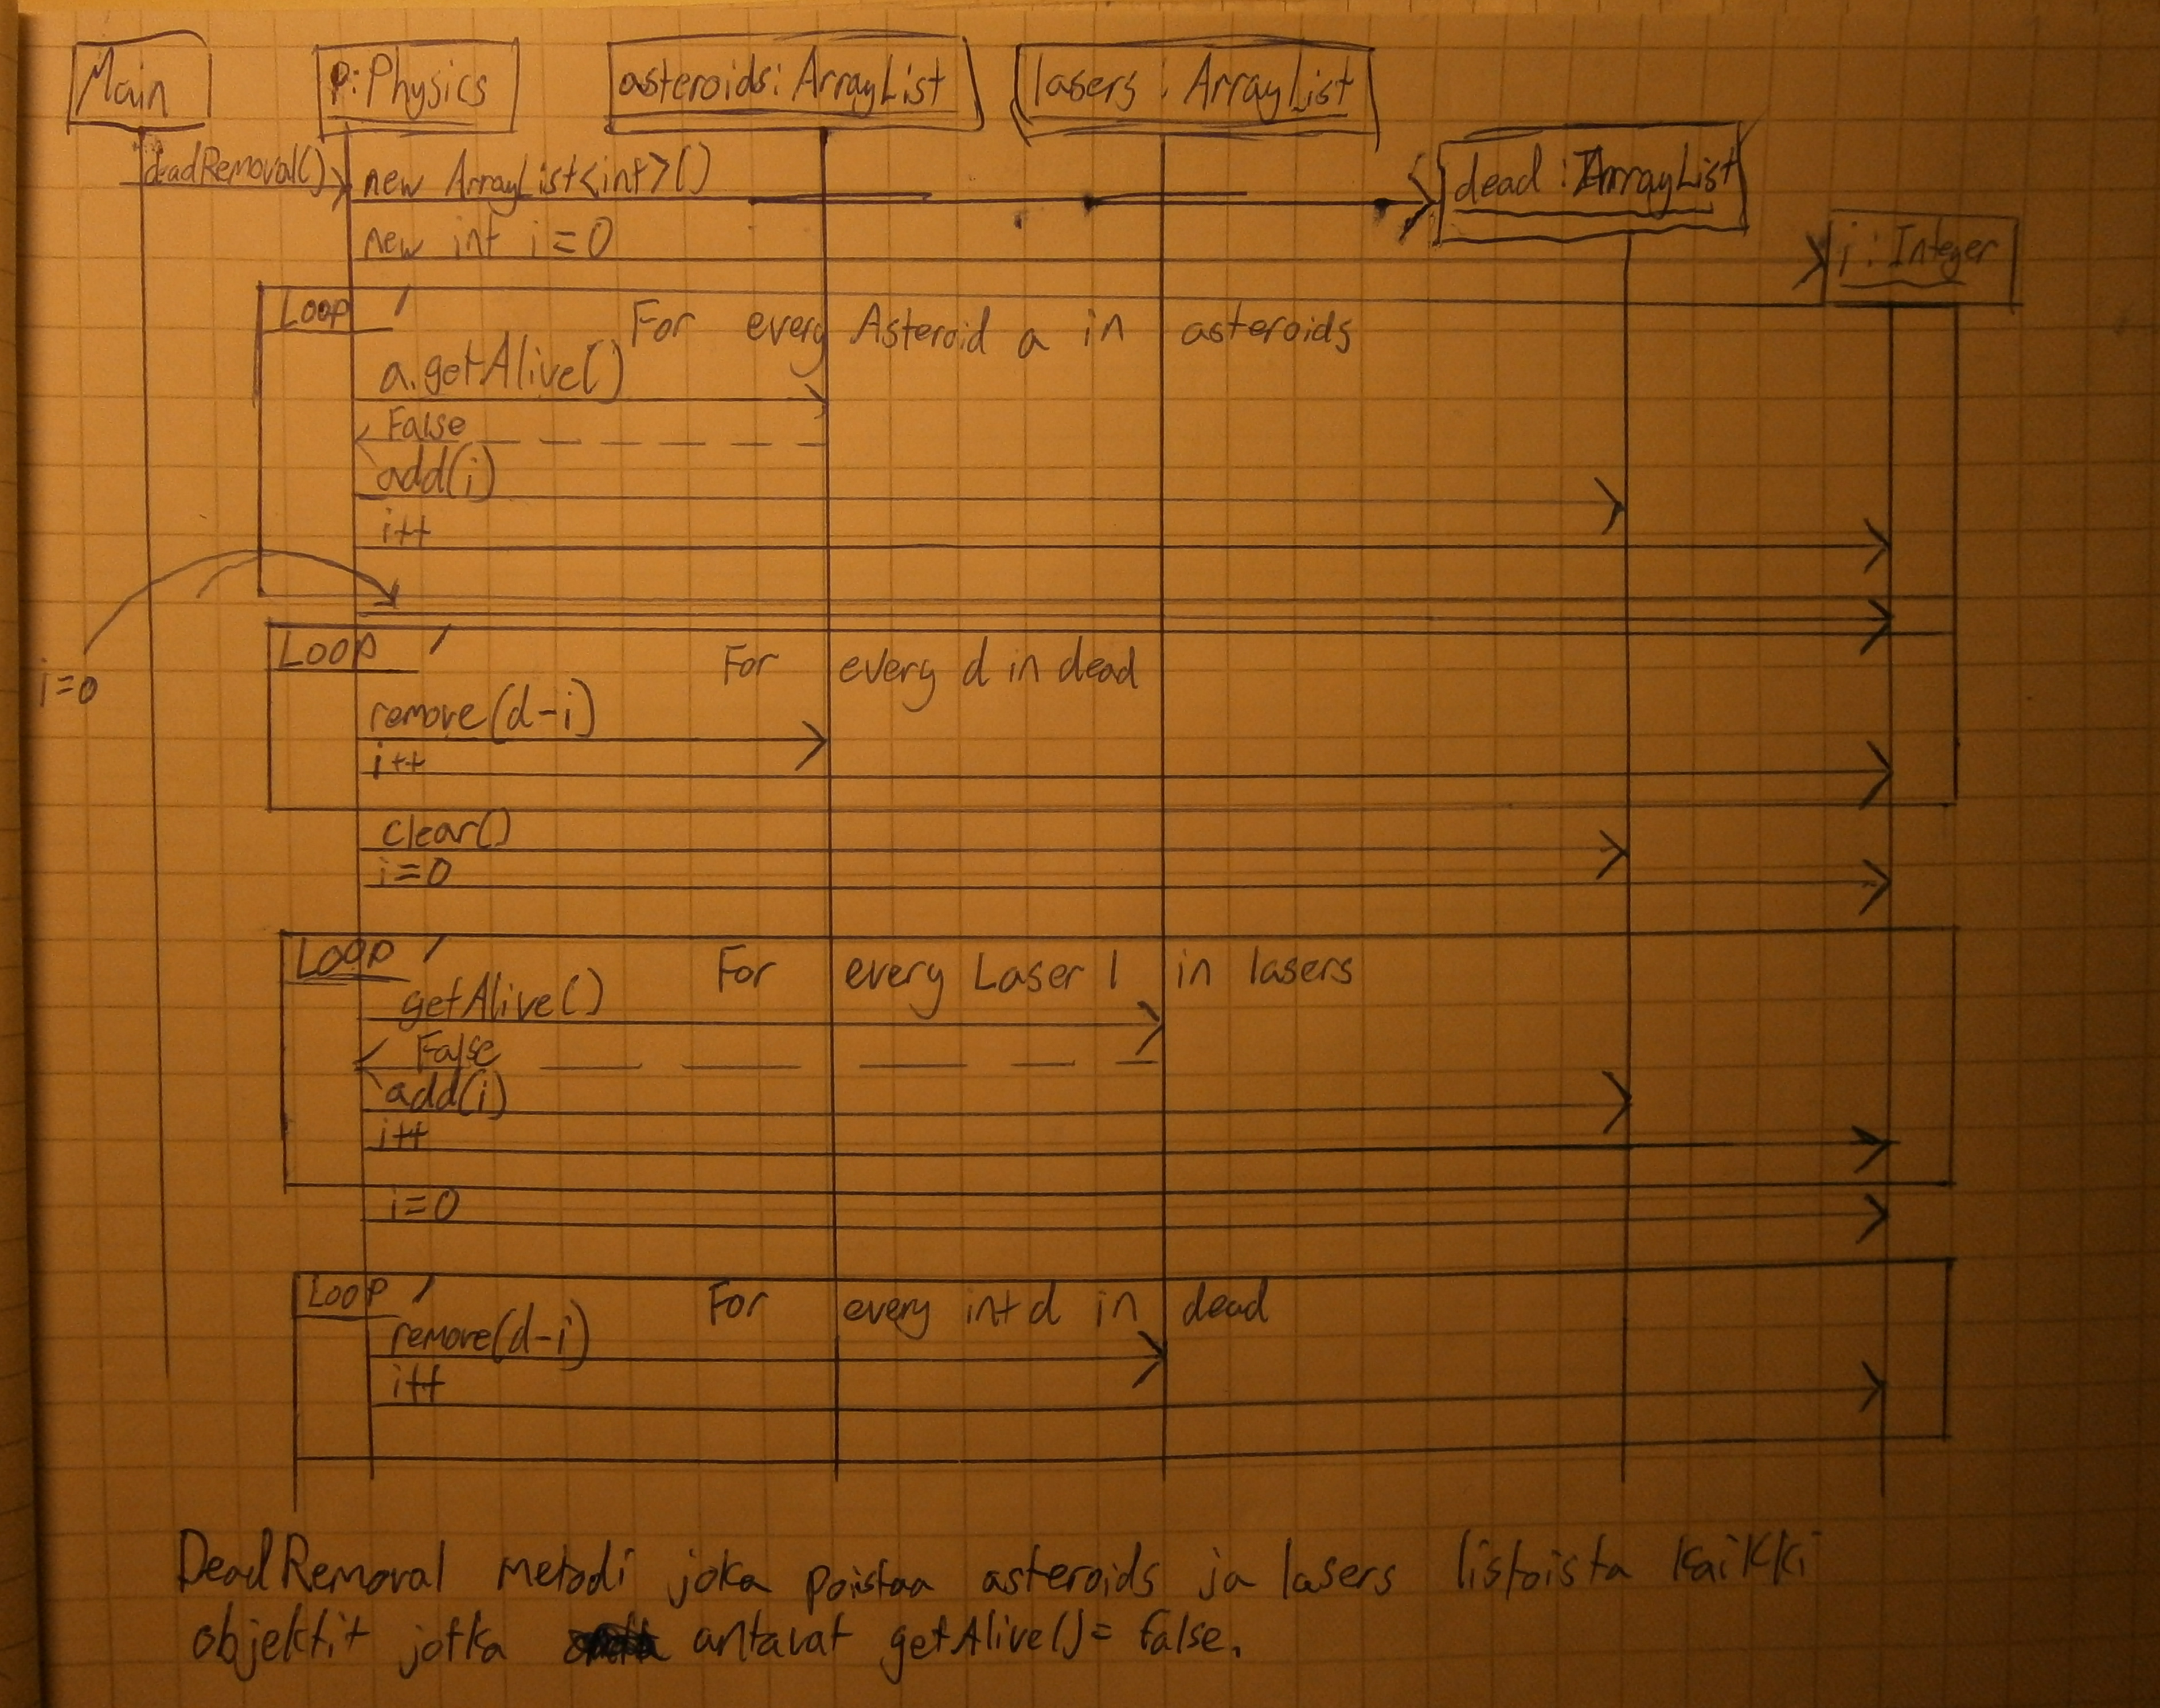 Main
p:Physics
asteroids:ArrayList
lasers : ArrayList
deadRemoval()
new ArrayList<int>()
dead : ArrayList
new int i=0
i: Integer
Loop
For every Asteroid a in asteroids
a.getAlive()
False
add(i)
i++
i=0
Loop
For every d in dead
remove(d-i)
i++
clear()
i=0
Loop
For every Laser l in lasers
getAlive()
False
add(i)
i++
i=0
Loop
For every int d in dead
remove(d-i)
i++
DeadRemoval metodi joka poistaa asteroids ja lasers listoista kaikki
objektit jotka antavat getAlive()= false.